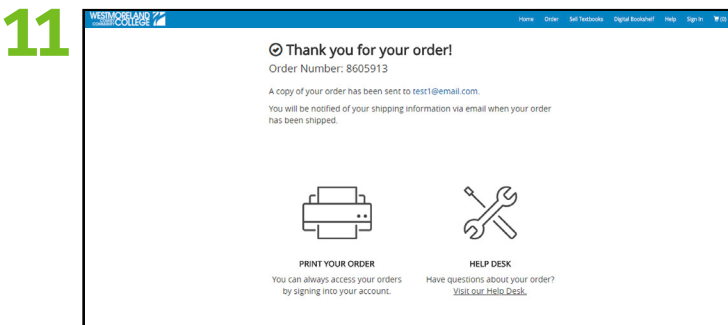 11
WESTMORELAND
COUNTY COMMUNITY COLLEGE
Home Order Sell Textbooks Digital Bookshelf Help Sign In (0)
Thank you for your order!
Order Number: 8605913
A copy of your order has been sent to test1@email.com.
You will be notified of your shipping information via email when your order
has been shipped.
PRINT YOUR ORDER
You can always access your orders
by signing into your account.
HELP DESK
Have questions about your order?
Visit our Help Desk.